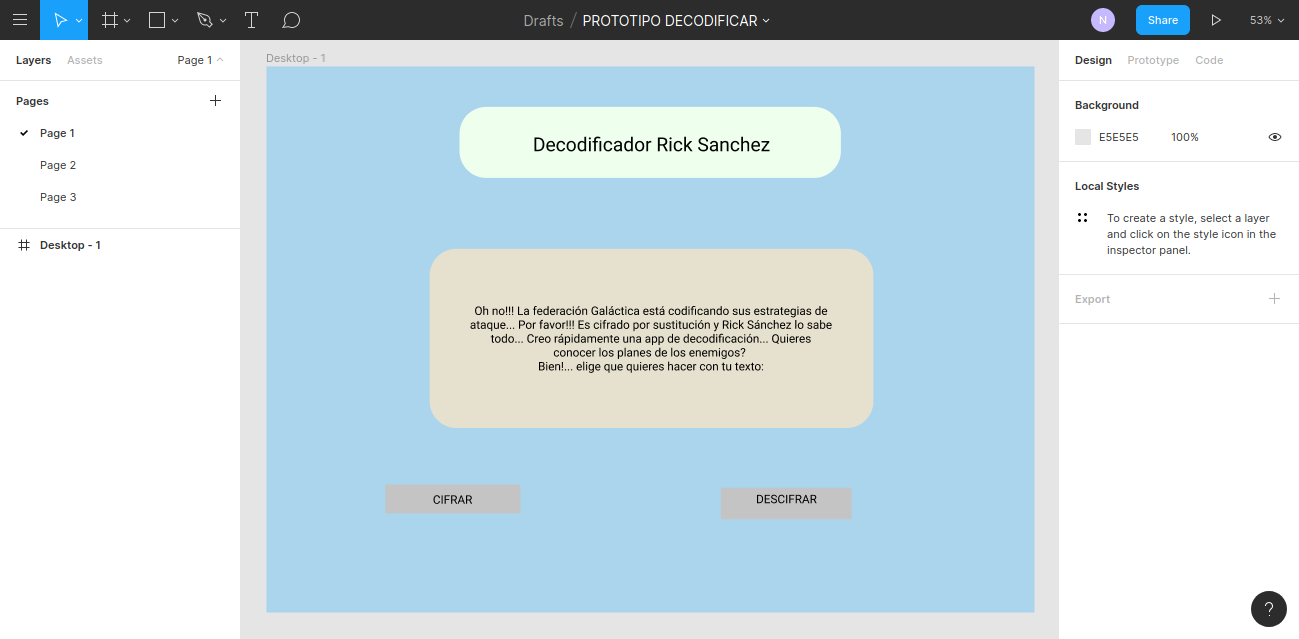 Drafts / PROTOTIPO DECODIFICAR
N
Share
53%
Layers Assets Page 1
Pages
Page 1
Page 2
Page 3
Desktop - 1
Desktop - 1
Decodificador Rick Sanchez
Oh no!!! La federación Galáctica está codificando sus estrategias de
ataque... Por favor!!! Es cifrado por sustitución y Rick Sánchez lo sabe
todo... Creo rápidamente una app de decodificación... Quieres
conocer los planes de los enemigos?
Bien!... elige que quieres hacer con tu texto:
CIFRAR
DESCIFRAR
Design Prototype Code
Background
E5E5E5 100%
Local Styles
To create a style, select a layer
and click on the style icon in the
inspector panel.
Export
?